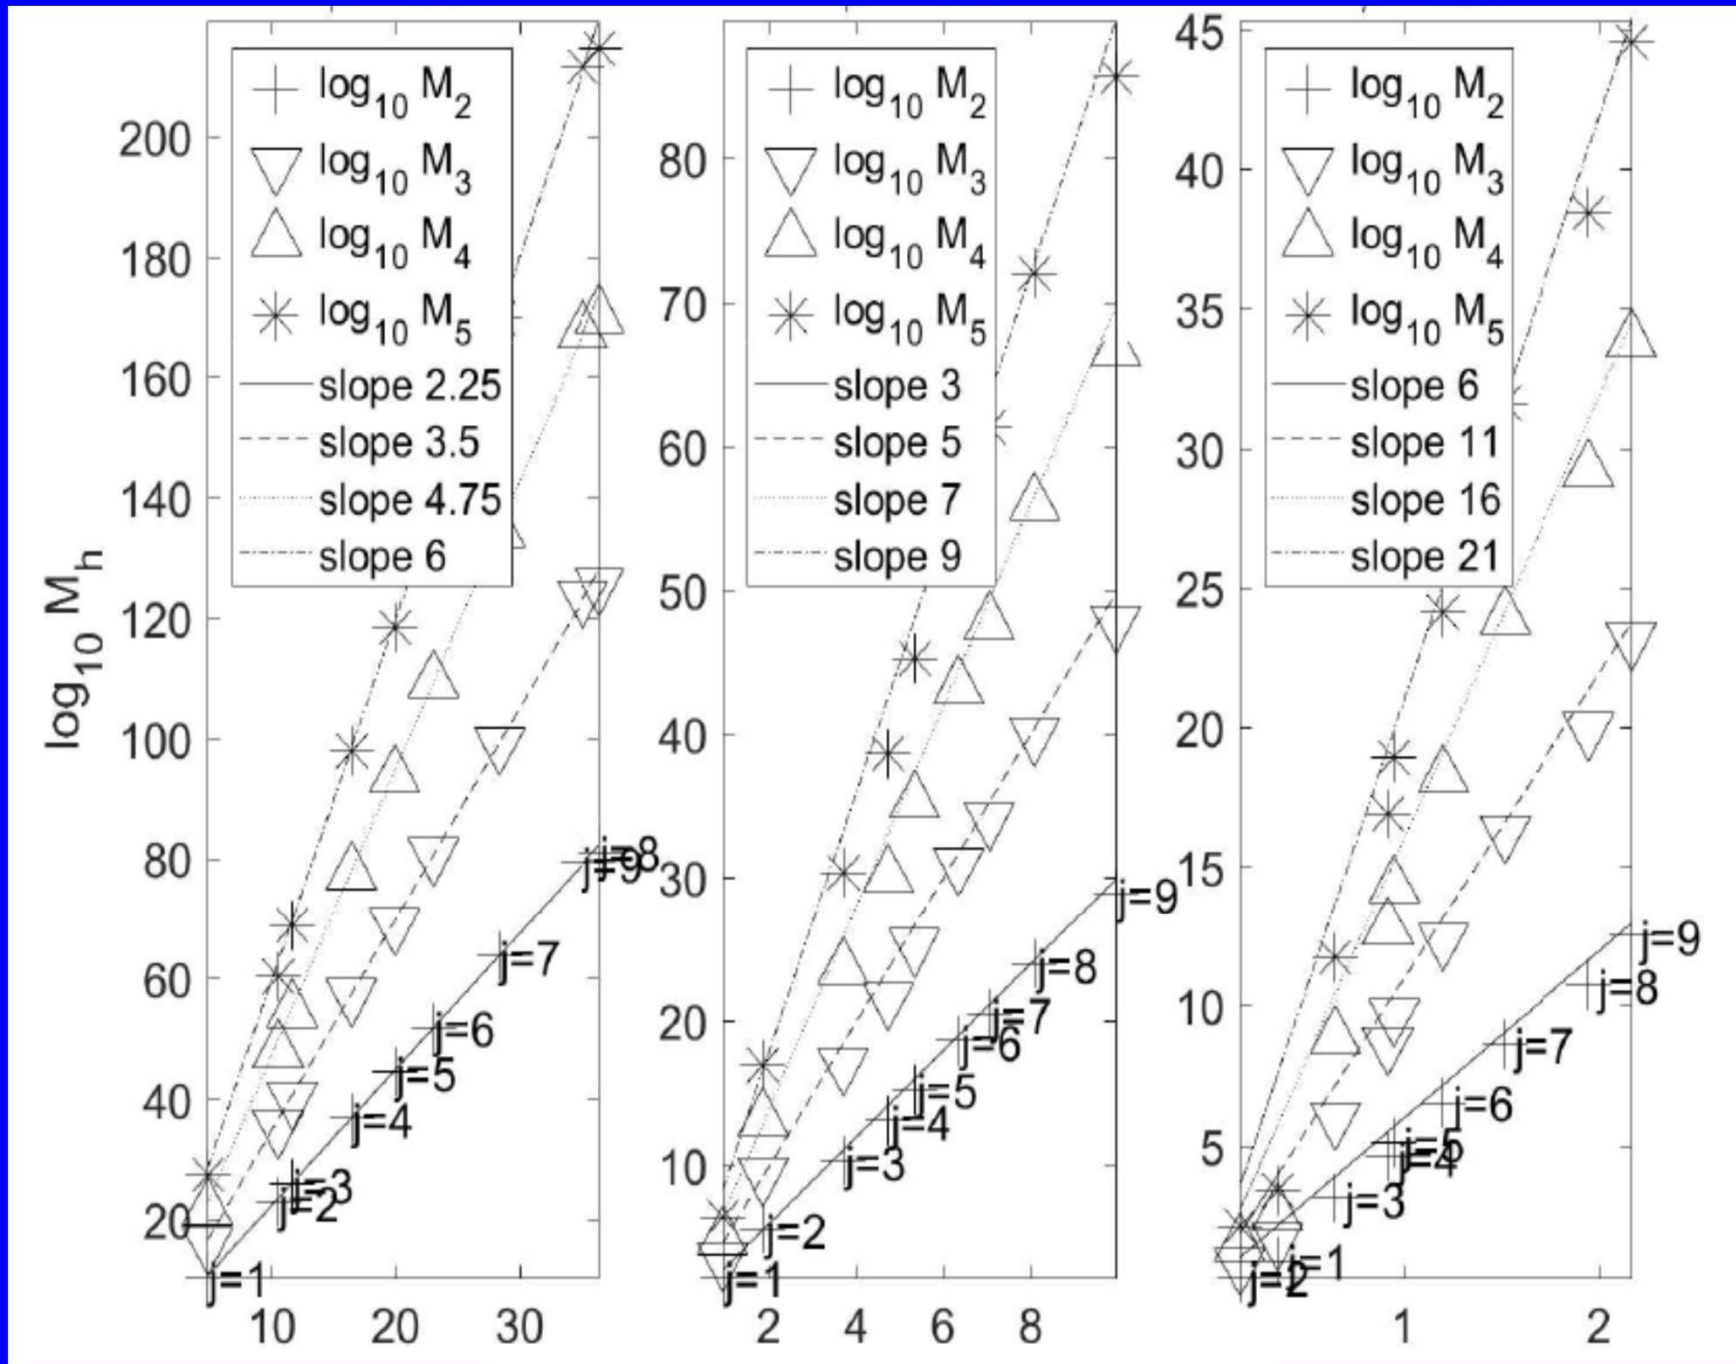 log10 Mh
200
180
160
140
120
100
80
60
40
20
10 20 30
log10 M2
log10 M3
log10 M4
log10 M5
slope 2.25
slope 3.5
slope 4.75
slope 6
j=1
j=2
j=3
j=4
j=5
j=6
j=7
j=8
j=9
80
70
60
50
40
30
20
10
2 4 6 8
log10 M2
log10 M3
log10 M4
log10 M5
slope 3
slope 5
slope 7
slope 9
j=1
j=2
j=3
j=4
j=5
j=6
j=7
j=8
j=9
45
40
35
30
25
20
15
10
5
1 2
log10 M2
log10 M3
log10 M4
log10 M5
slope 6
slope 11
slope 16
slope 21
j=1
j=2
j=3
j=4
j=5
j=6
j=7
j=8
j=9